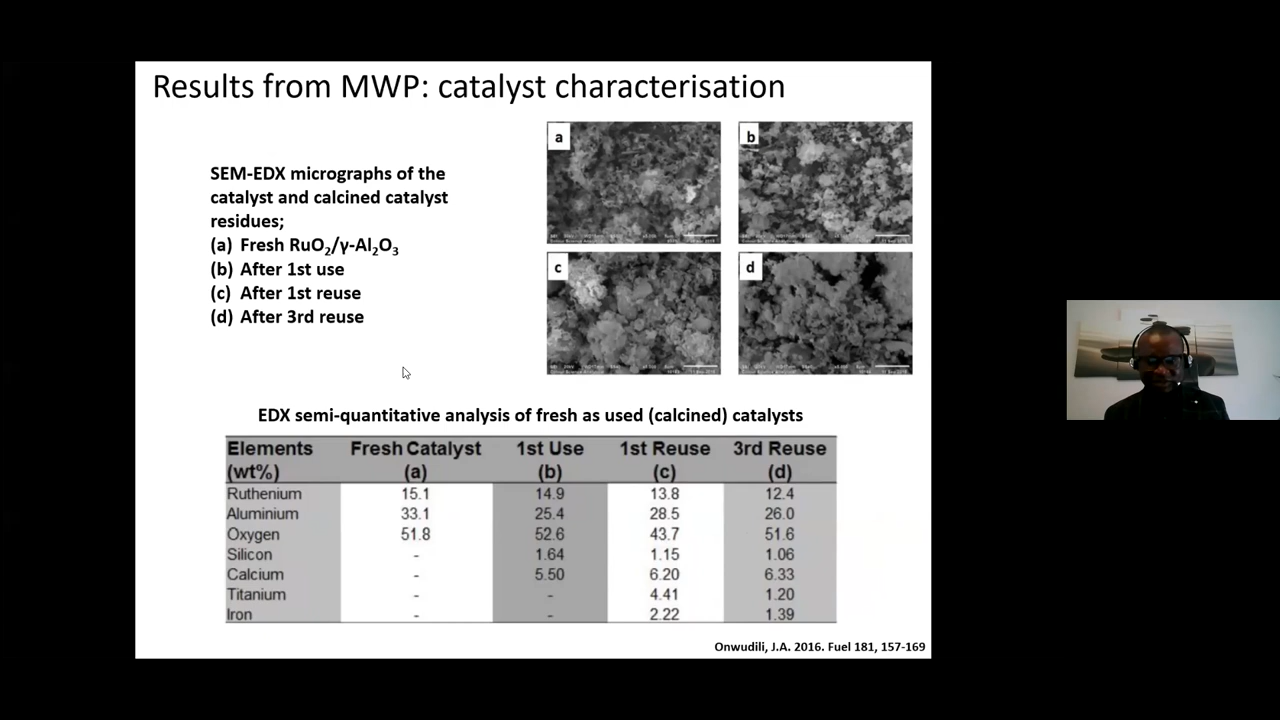 Results from MWP: catalyst characterisation
SEM-EDX micrographs of the
catalyst and calcined catalyst
residues;
(a) Fresh RuO₂/γ-Al₂O₃
(b) After 1st use
(c) After 1st reuse
(d) After 3rd reuse
a
b
c
d
EDX semi-quantitative analysis of fresh as used (calcined) catalysts
Elements (wt%) Fresh Catalyst (a) 1st Use (b) 1st Reuse (c) 3rd Reuse (d)
Ruthenium 15.1 14.9 13.8 12.4
Aluminium 33.1 25.4 28.5 26.0
Oxygen 51.8 52.6 43.7 51.6
Silicon - 1.64 1.15 1.06
Calcium - 5.50 6.20 6.33
Titanium - - 4.41 1.20
Iron - - 2.22 1.39
Onwudili, J.A. 2016. Fuel 181, 157-169